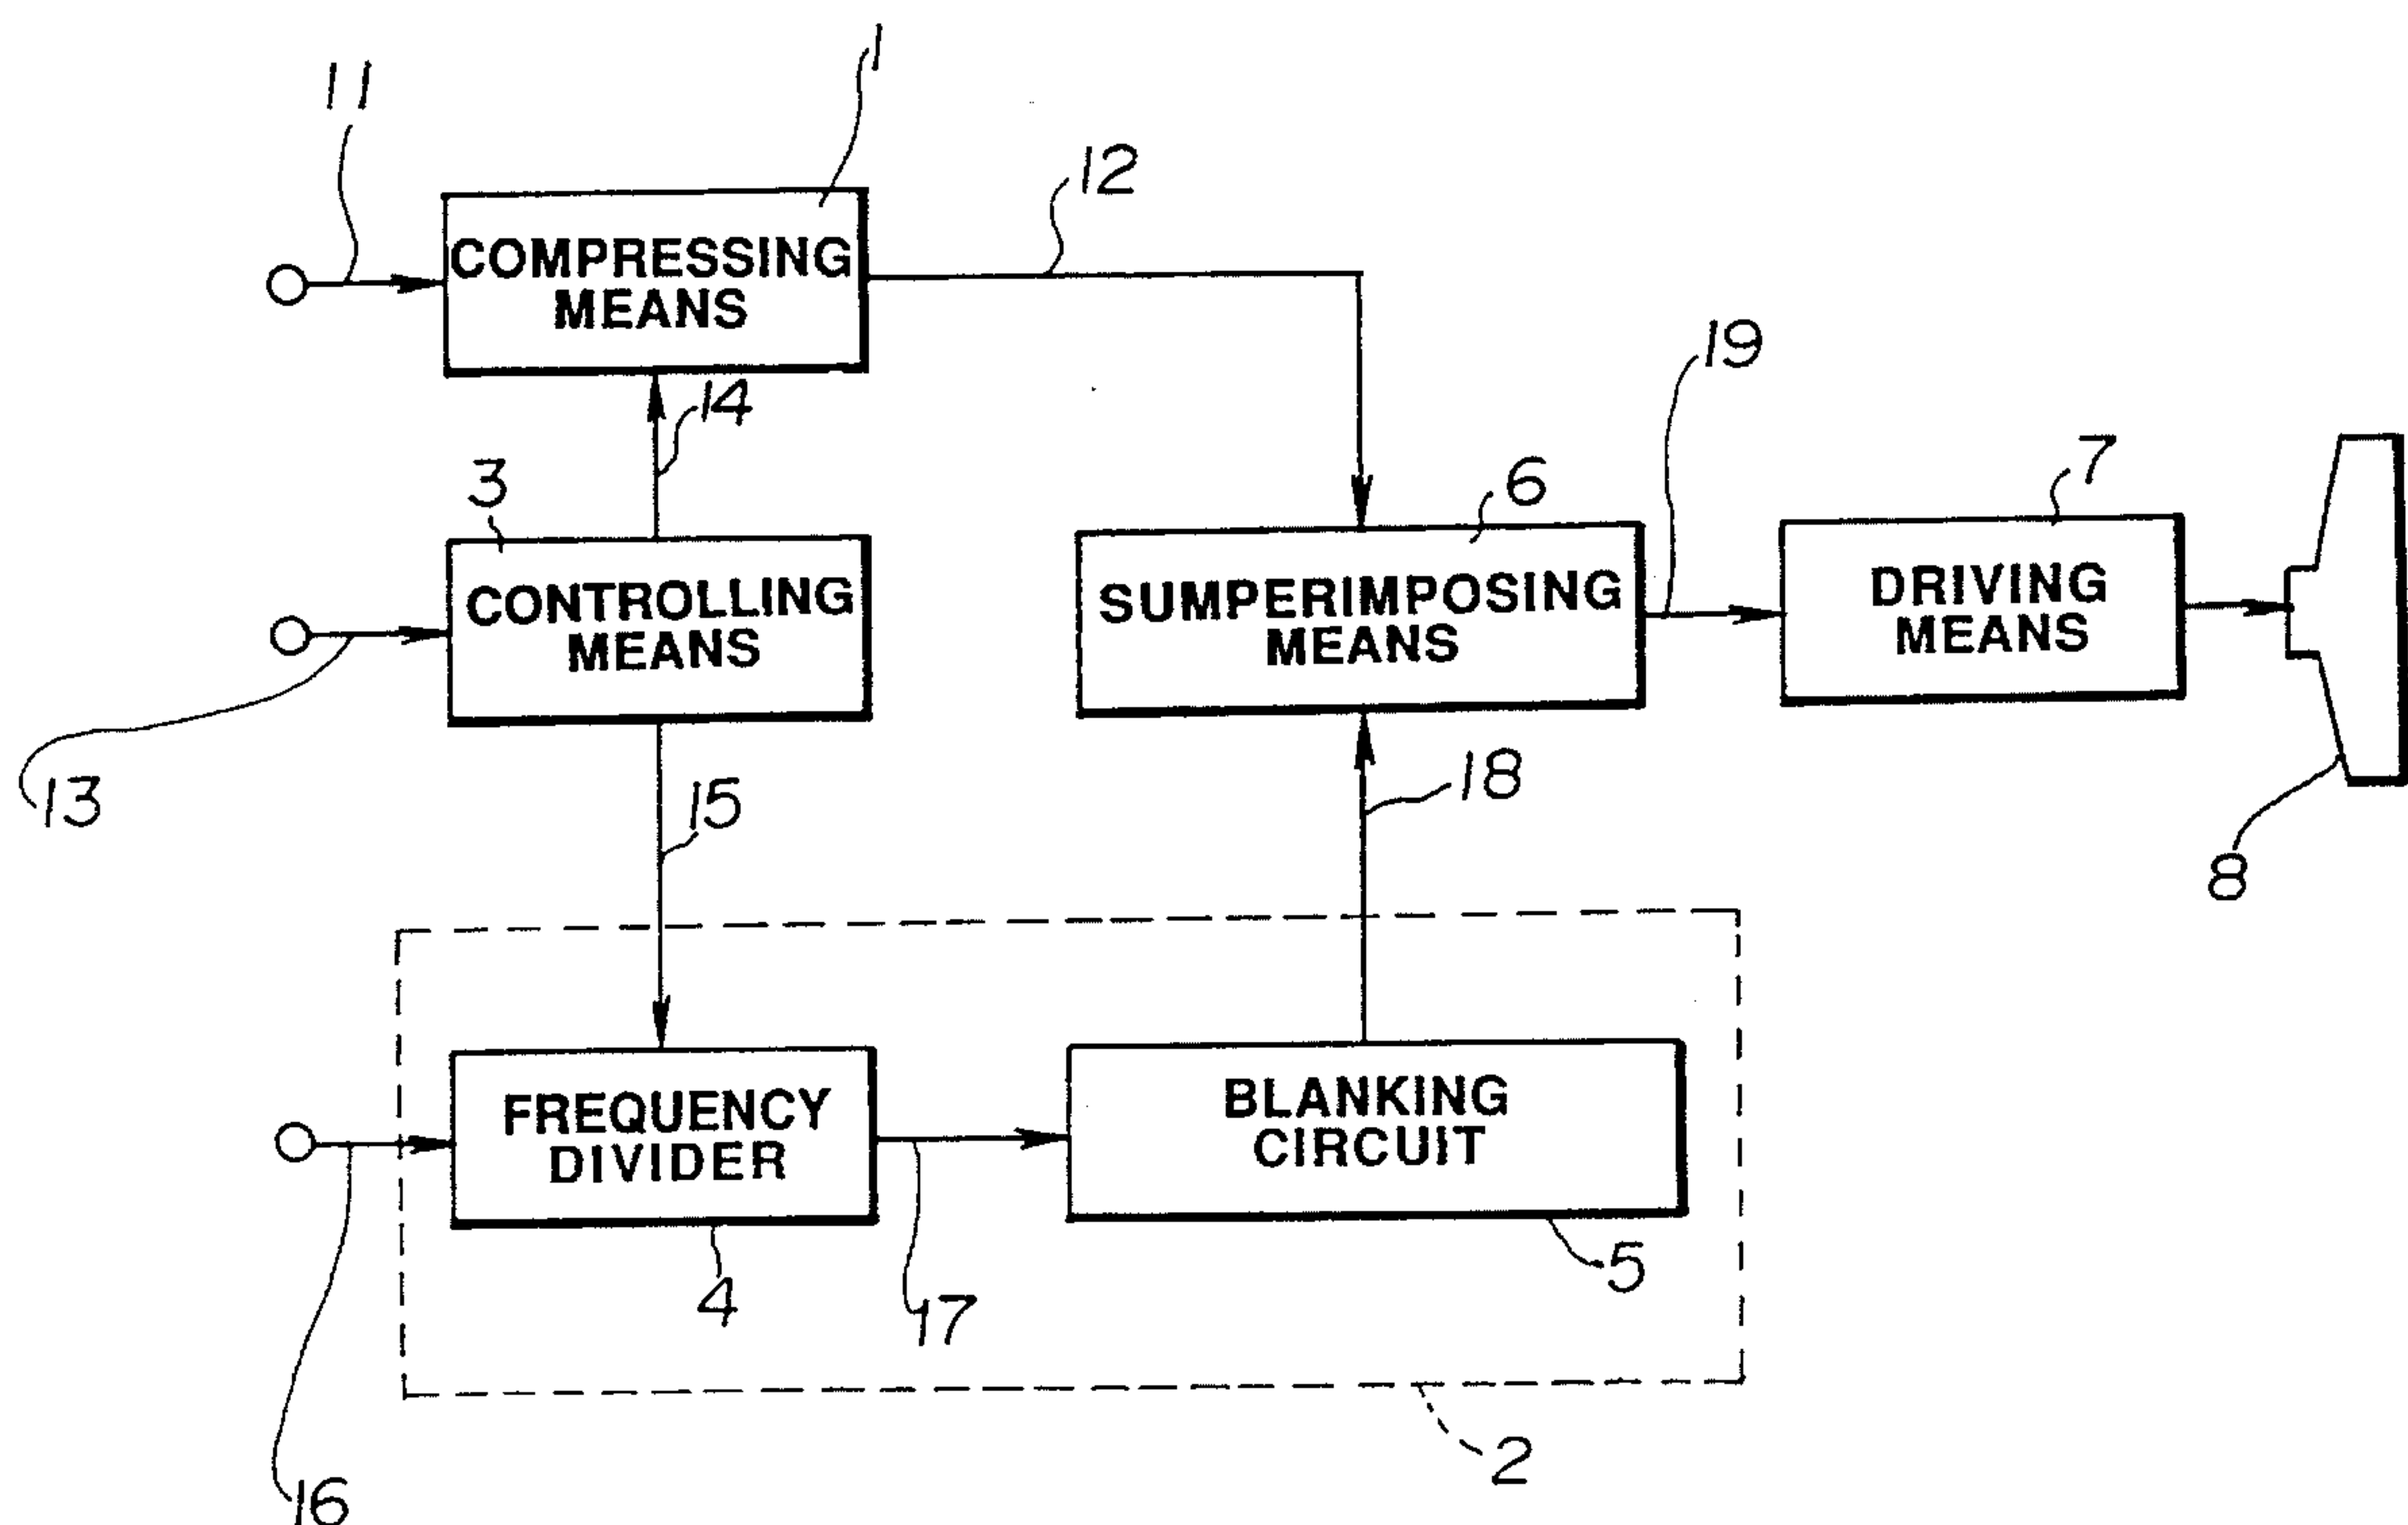 1
11
12
COMPRESSING
MEANS
19
14
3
6
7
CONTROLLING
MEANS
SUMPERIMPOSING
MEANS
DRIVING
MEANS
13
15
18
8
FREQUENCY
DIVIDER
BLANKING
CIRCUIT
4
17
5
2
16